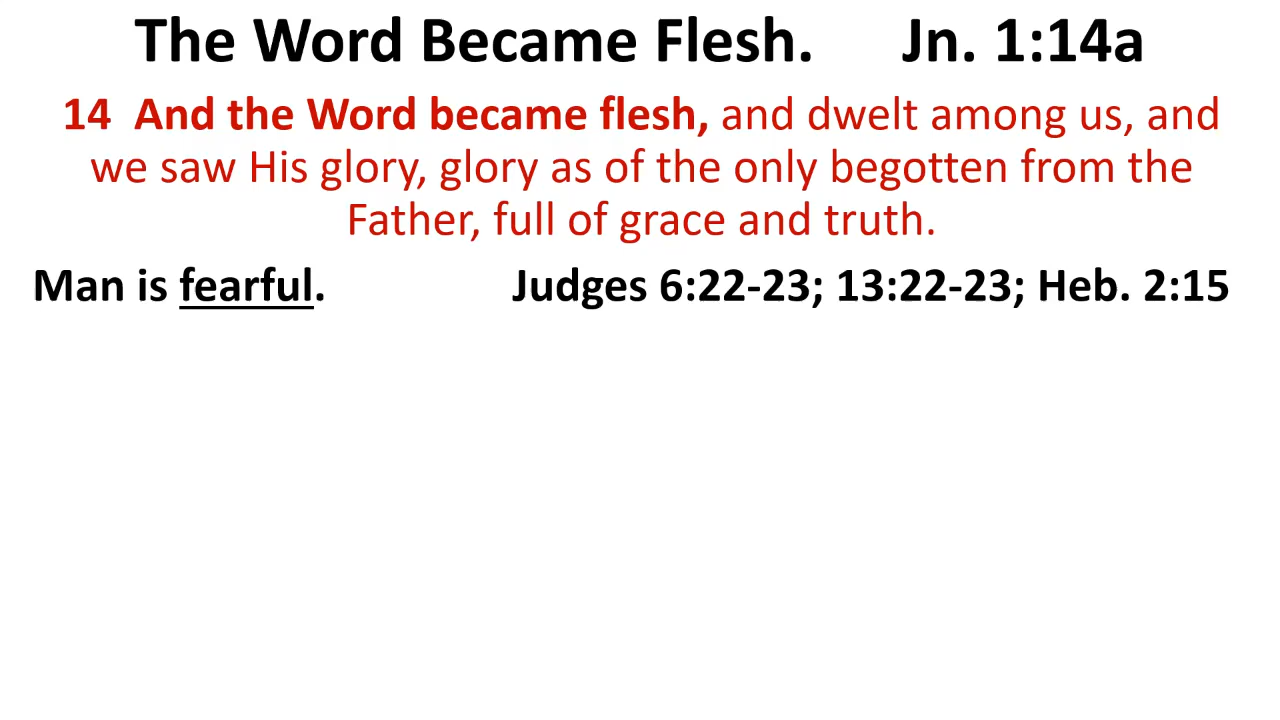 The Word Became Flesh. Jn. 1:14a
14 And the Word became flesh, and dwelt among us, and
we saw His glory, glory as of the only begotten from the
Father, full of grace and truth.
Man is fearful. Judges 6:22-23; 13:22-23; Heb. 2:15